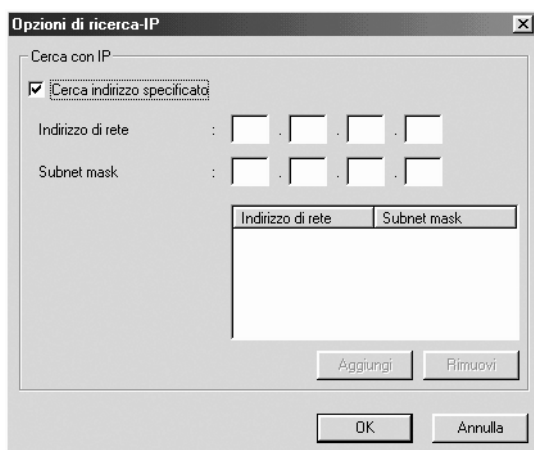 Opzioni di ricerca-IP
Cerca con IP
Cerca indirizzo specificato
Indirizzo di rete : . . .
Subnet mask : . . .
Indirizzo di rete Subnet mask
Aggiungi Rimuovi
OK Annulla